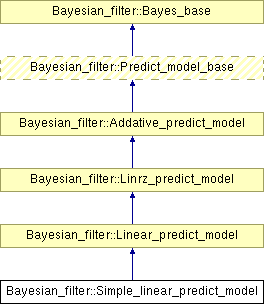 Bayesian_filter::Bayes_base
Bayesian_filter::Predict_model_base
Bayesian_filter::Addative_predict_model
Bayesian_filter::Linrz_predict_model
Bayesian_filter::Linear_predict_model
Bayesian_filter::Simple_linear_predict_model